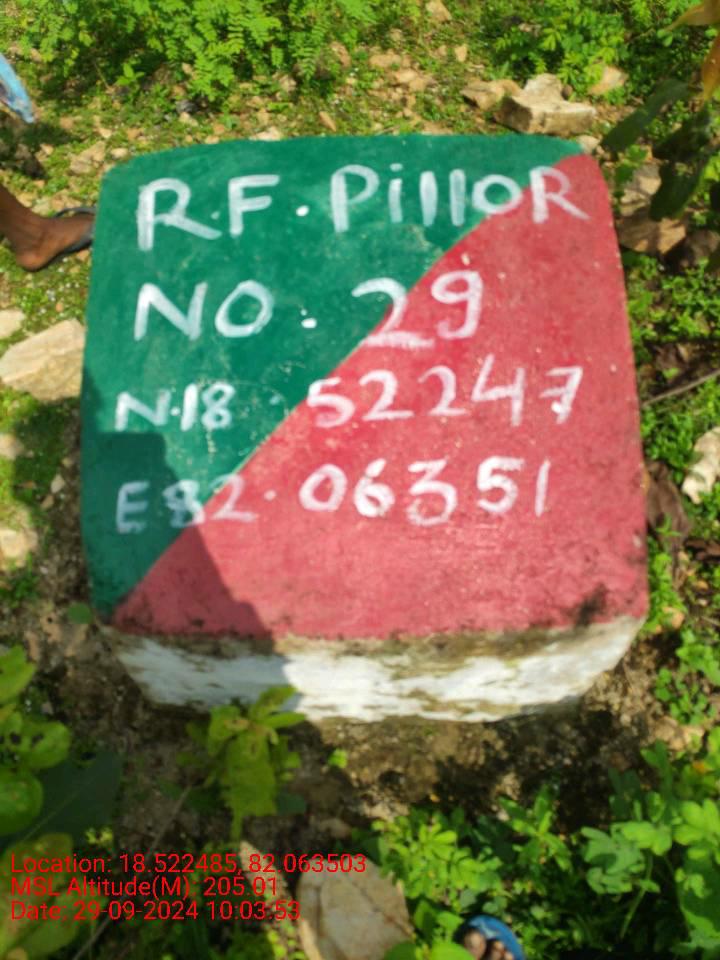 R.F. PillOR
NO. 29
N.18. 52247
E82. 06351
Location: 18.522485, 82.063503
MSL Altitude(M): 205.01
Date: 29-09-2024 10:03:53